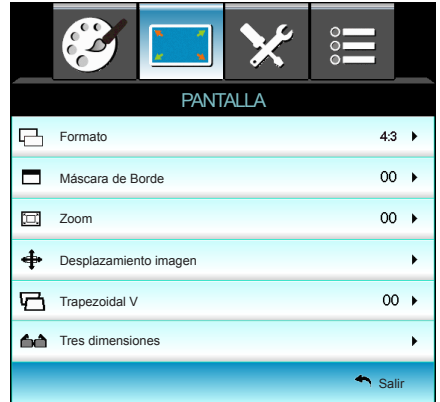 PANTALLA
Formato 4:3
Máscara de Borde 00
Zoom 00
Desplazamiento imagen
Trapezoidal V 00
Tres dimensiones
Salir